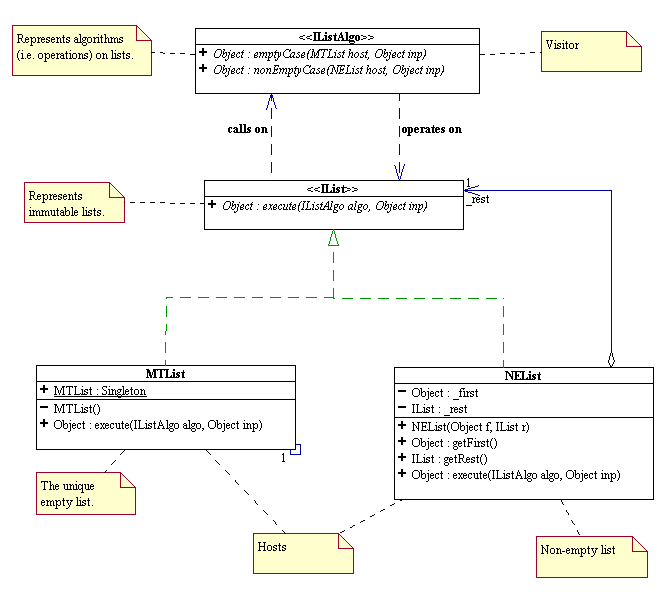 Represents algorithms
(i.e. operations) on lists.
<<IListAlgo>>
+ Object : emptyCase(MTList host, Object inp)
+ Object : nonEmptyCase(NEList host, Object inp)
Visitor
calls on
operates on
Represents
immutable lists.
<<IList>>
+ Object : execute(IListAlgo algo, Object inp)
1
_rest
MTList
+ MTList : Singleton
− MTList()
+ Object : execute(IListAlgo algo, Object inp)
1
NEList
− Object : _first
− IList : _rest
+ NEList(Object f, IList r)
+ Object : getFirst()
+ IList : getRest()
+ Object : execute(IListAlgo algo, Object inp)
The unique
empty list.
Hosts
Non-empty list